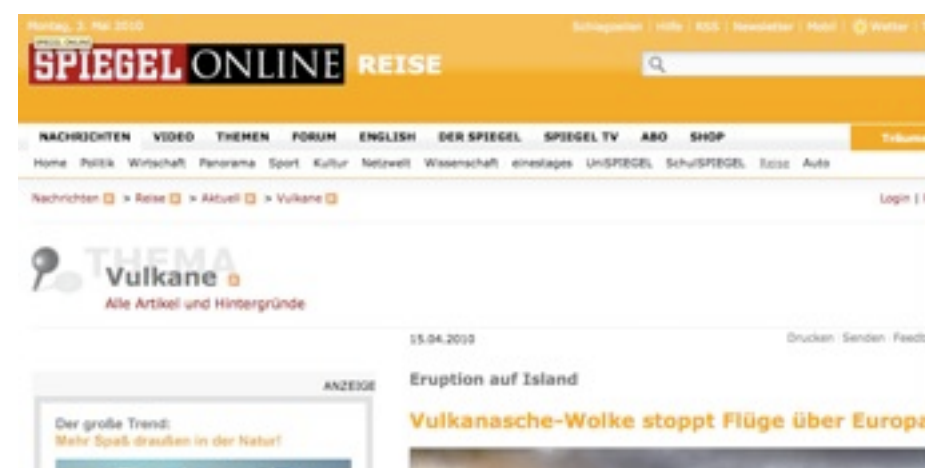 Montag, 3. Mai 2010
Schlagzeilen | Hilfe | RSS | Newsletter | Mobil | Wetter |
SPIEGEL ONLINE
SPIEGEL ONLINE REISE
NACHRICHTEN VIDEO THEMEN FORUM ENGLISH DER SPIEGEL SPIEGEL TV ABO SHOP
Home Politik Wirtschaft Panorama Sport Kultur Netzwelt Wissenschaft einestages UniSPIEGEL SchulSPIEGEL Reise Auto
Nachrichten > Reise > Aktuell > Vulkane
Login |
THEMA
Vulkane
Alle Artikel und Hintergründe
15.04.2010
Drucken Senden Feedb
ANZEIGE
Eruption auf Island
Der große Trend:
Mehr Spaß draußen in der Natur!
Vulkanasche-Wolke stoppt Flüge über Europa